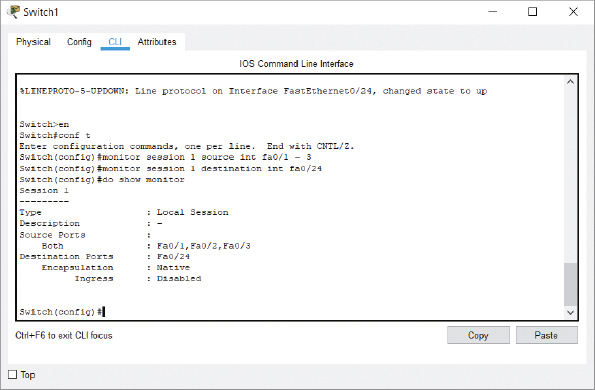 Switch1
Physical Config CLI Attributes
IOS Command Line Interface
%LINEPROTO-5-UPDOWN: Line protocol on Interface FastEthernet0/24, changed state to up
Switch>en
Switch#conf t
Enter configuration commands, one per line. End with CNTL/Z.
Switch(config)#monitor session 1 source int fa0/1 - 3
Switch(config)#monitor session 1 destination int fa0/24
Switch(config)#do show monitor
Session 1
---------
Type : Local Session
Description : -
Source Ports :
Both : Fa0/1,Fa0/2,Fa0/3
Destination Ports : Fa0/24
Encapsulation : Native
Ingress : Disabled
Switch(config)#
Ctrl+F6 to exit CLI focus
Copy Paste
Top